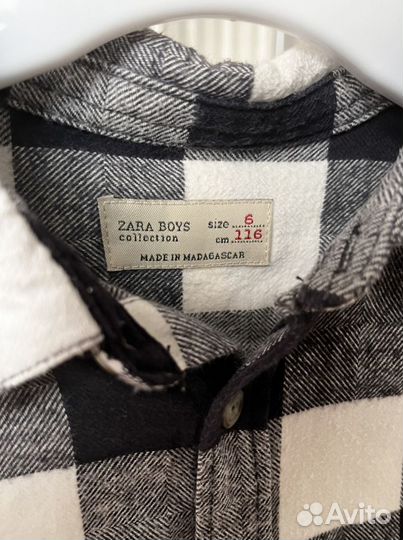 ZARA BOYS size 6
collection cm 116
MADE IN MADAGASCAR
Avito